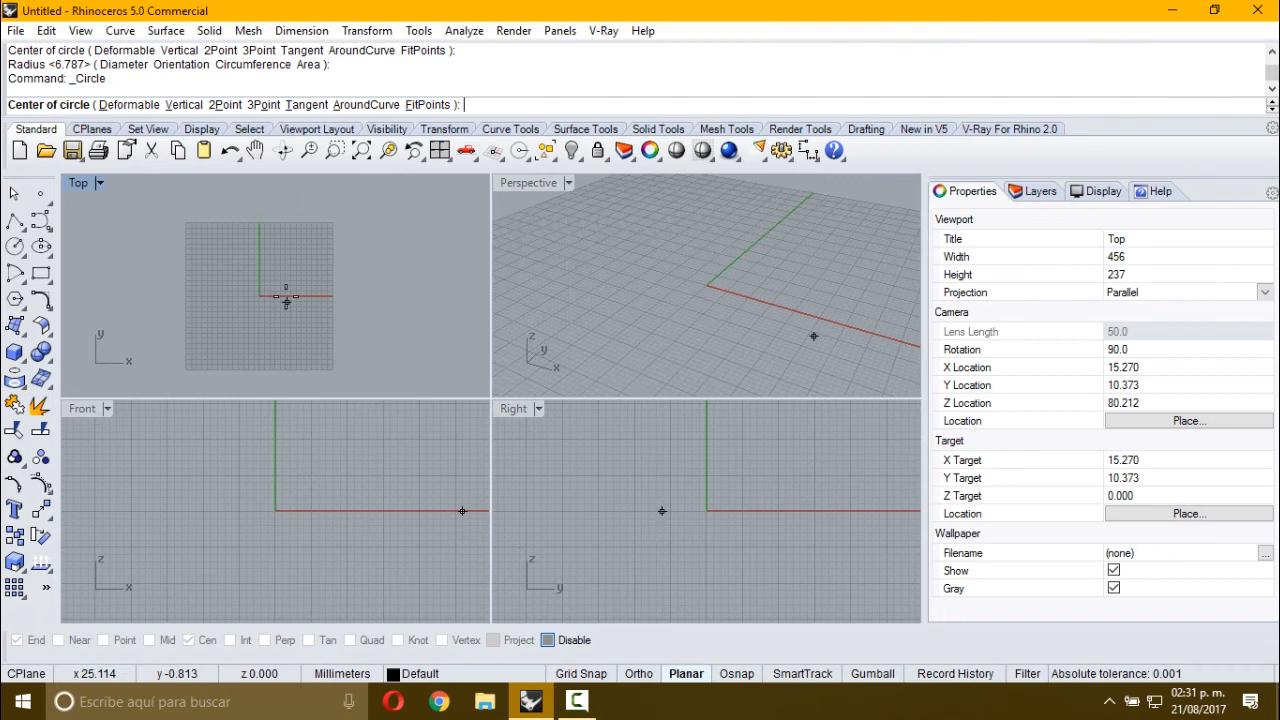 Untitled - Rhinoceros 5.0 Commercial
File Edit View Curve Surface Solid Mesh Dimension Transform Tools Analyze Render Panels V-Ray Help
Center of circle ( Deformable Vertical 2Point 3Point Tangent AroundCurve FitPoints ):
Radius <6.787> ( Diameter Orientation Circumference Area ):
Command: _Circle
Center of circle ( Deformable Vertical 2Point 3Point Tangent AroundCurve FitPoints ):
Standard CPlanes Set View Display Select Viewport Layout Visibility Transform Curve Tools Surface Tools Solid Tools Mesh Tools Render Tools Drafting New in V5 V-Ray For Rhino 2.0
Top
y
x
Perspective
z
y
x
Front
z
x
Right
z
y
Properties Layers Display Help
Viewport
Title Top
Width 456
Height 237
Projection Parallel
Camera
Lens Length 50.0
Rotation 90.0
X Location 15.270
Y Location 10.373
Z Location 80.212
Location Place...
Target
X Target 15.270
Y Target 10.373
Z Target 0.000
Location Place...
Wallpaper
Filename (none) ...
Show
Gray
End Near Point Mid Cen Int Perp Tan Quad Knot Vertex Project Disable
CPlane x 25.114 y -0.813 z 0.000 Millimeters Default Grid Snap Ortho Planar Osnap SmartTrack Gumball Record History Filter Absolute tolerance: 0.001
Escribe aquí para buscar
02:31 p. m.
21/08/2017